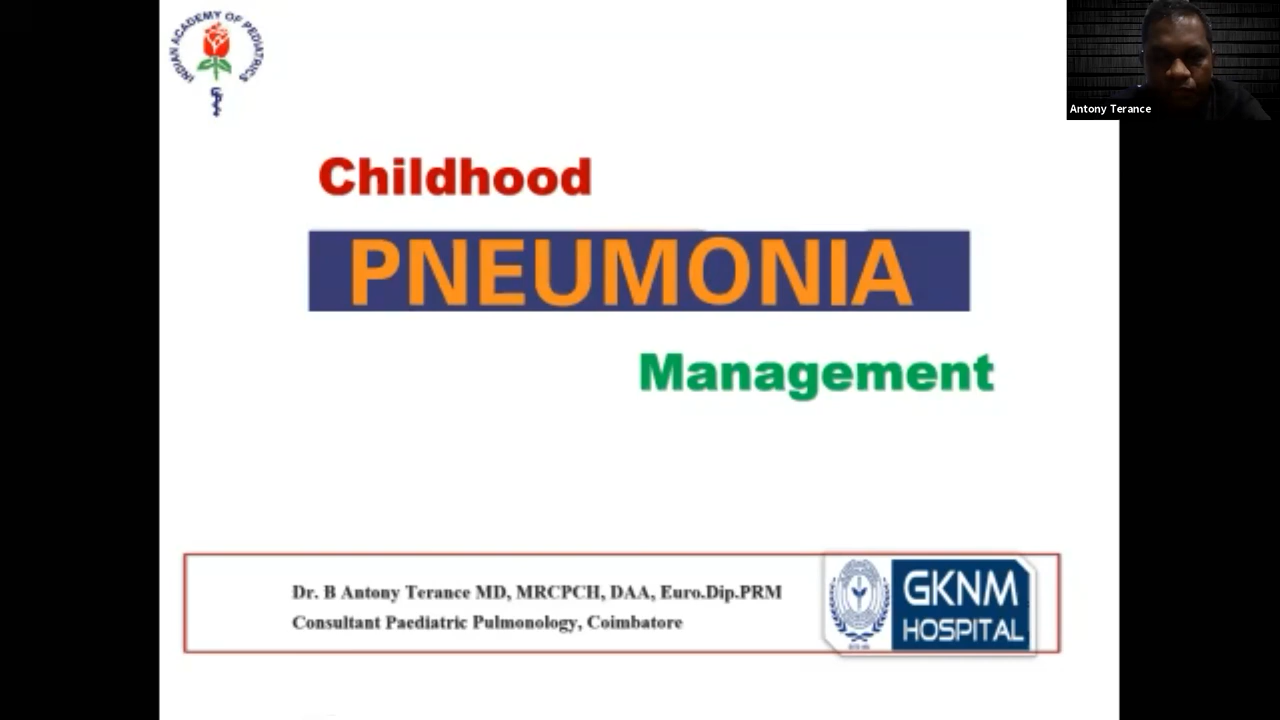 INDIAN ACADEMY OF PEDIATRICS
Antony Terance
Childhood
PNEUMONIA
Management
Dr. B Antony Terance MD, MRCPCH, DAA, Euro.Dip.PRM
Consultant Paediatric Pulmonology, Coimbatore
GKNM
HOSPITAL